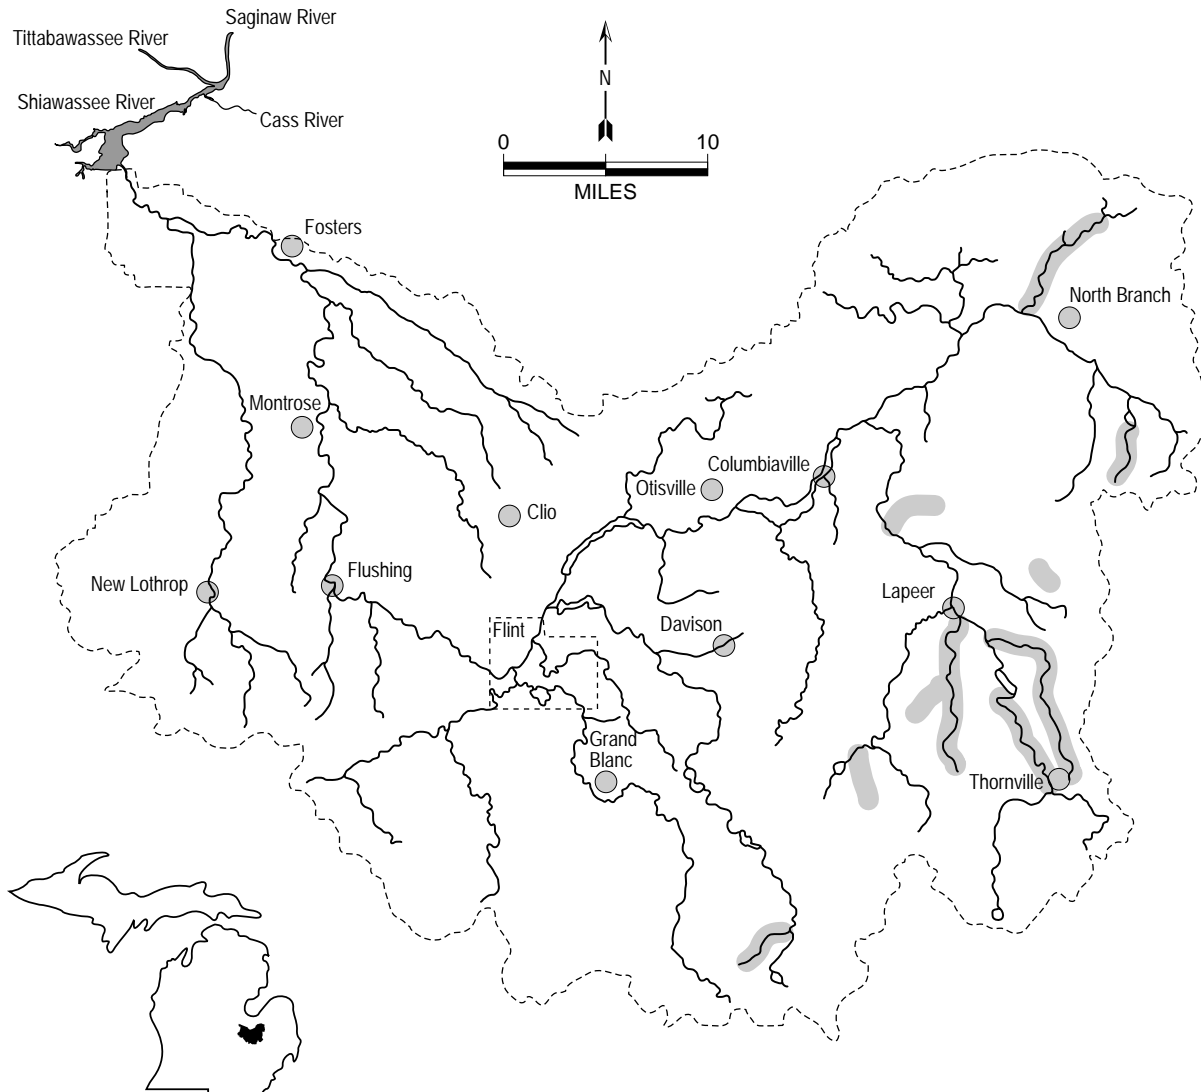 Saginaw River
Tittabawassee River
Shiawassee River
Cass River
N
0 10
MILES
Fosters
North Branch
Montrose
Columbiaville
Otisville
Clio
New Lothrop
Flushing
Lapeer
Flint
Davison
Grand
Blanc
Thornville